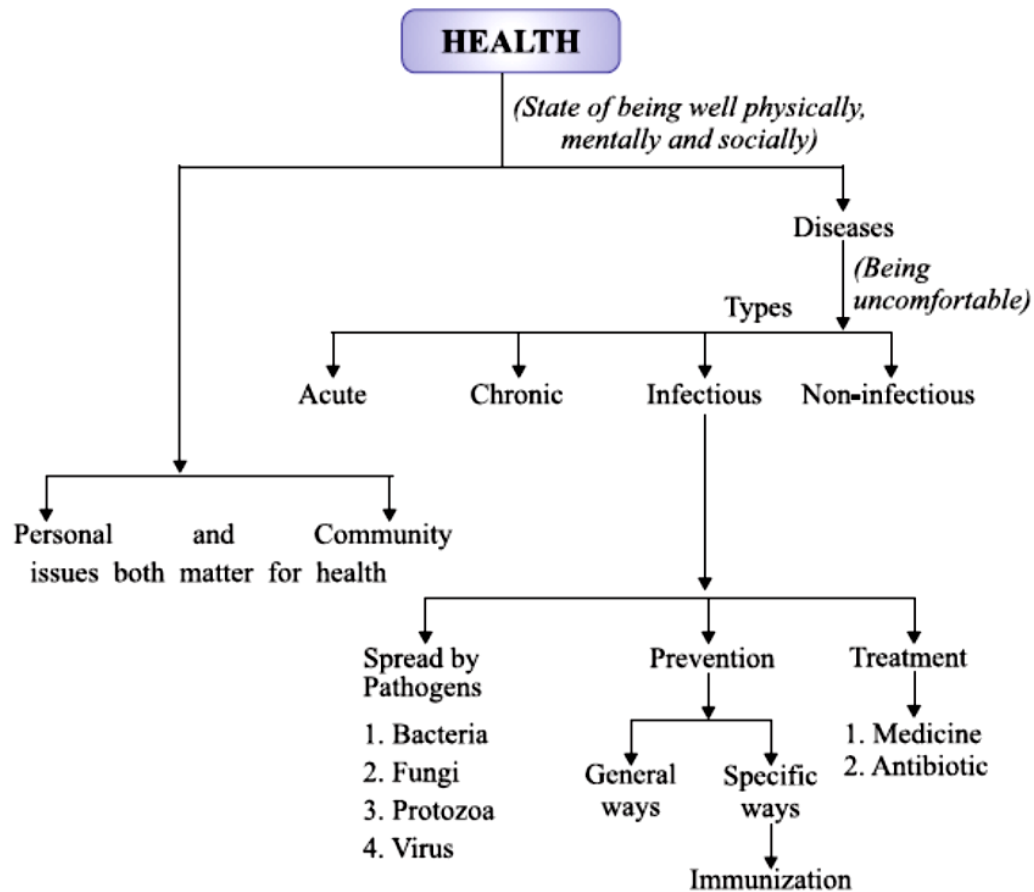 HEALTH
(State of being well physically,
mentally and socially)
Diseases
(Being
uncomfortable)
Types
Acute Chronic Infectious Non-infectious
Personal and Community
issues both matter for health
Spread by
Pathogens
1. Bacteria
2. Fungi
3. Protozoa
4. Virus
Prevention
General
ways
Specific
ways
Immunization
Treatment
1. Medicine
2. Antibiotic